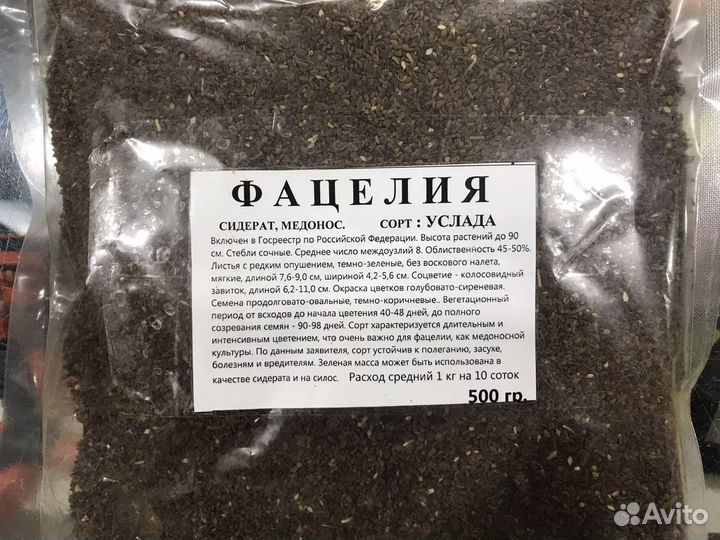 ФАЦЕЛИЯ
СИДЕРАТ, МЕДОНОС. СОРТ : УСЛАДА
Включен в Госреестр по Российской Федерации. Высота растений до 90
см. Стебли сочные. Среднее число междоузлий 8. Облиственность 45-50%.
Листья с редким опушением, темно-зеленые, без воскового налета,
мягкие, длиной 7,6-9,0 см, шириной 4,2-5,6 см. Соцветие - колосовидный
завиток, длиной 6,2-11,0 см. Окраска цветков голубовато-сиреневая.
Семена продолговато-овальные, темно-коричневые.. Вегетационный
период от всходов до начала цветения 40-48 дней, до полного
созревания семян - 90-98 дней. Сорт характеризуется длительным и
интенсивным цветением, что очень важно для фацелии, как медоносной
культуры. По данным заявителя, сорт устойчив к полеганию, засухе,
болезням и вредителям. Зеленая масса может быть использована в
качестве сидерата и на силос. Расход средний 1 кг на 10 соток
500 гр.
Avito